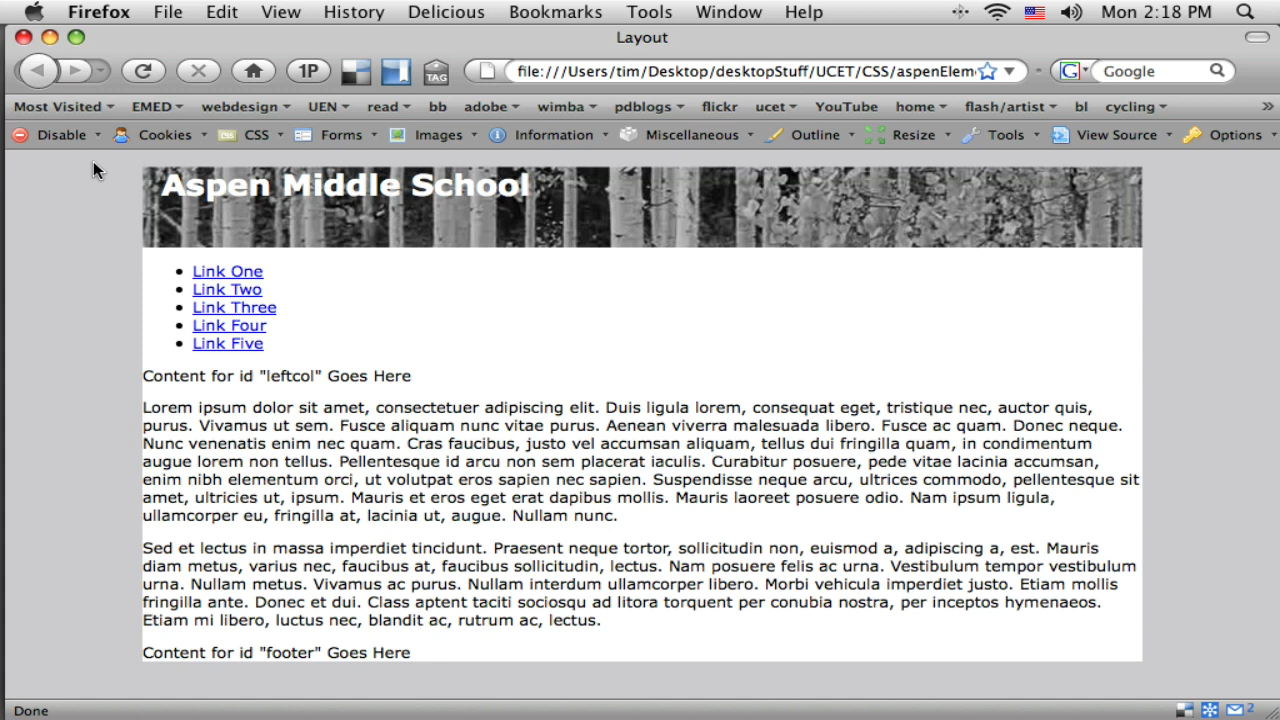 Firefox File Edit View History Delicious Bookmarks Tools Window Help Mon 2:18 PM
Layout
1P TAG file:///Users/tim/Desktop/desktopStuff/UCET/CSS/aspenElem G Google
Most Visited EMED webdesign UEN read bb adobe wimba pdblogs flickr ucet YouTube home flash/artist bl cycling »
Disable Cookies CSS Forms Images Information Miscellaneous Outline Resize Tools View Source Options
Aspen Middle School
• Link One
• Link Two
• Link Three
• Link Four
• Link Five
Content for id "leftcol" Goes Here
Lorem ipsum dolor sit amet, consectetuer adipiscing elit. Duis ligula lorem, consequat eget, tristique nec, auctor quis,
purus. Vivamus ut sem. Fusce aliquam nunc vitae purus. Aenean viverra malesuada libero. Fusce ac quam. Donec neque.
Nunc venenatis enim nec quam. Cras faucibus, justo vel accumsan aliquam, tellus dui fringilla quam, in condimentum
augue lorem non tellus. Pellentesque id arcu non sem placerat iaculis. Curabitur posuere, pede vitae lacinia accumsan,
enim nibh elementum orci, ut volutpat eros sapien nec sapien. Suspendisse neque arcu, ultrices commodo, pellentesque sit
amet, ultricies ut, ipsum. Mauris et eros eget erat dapibus mollis. Mauris laoreet posuere odio. Nam ipsum ligula,
ullamcorper eu, fringilla at, lacinia ut, augue. Nullam nunc.
Sed et lectus in massa imperdiet tincidunt. Praesent neque tortor, sollicitudin non, euismod a, adipiscing a, est. Mauris
diam metus, varius nec, faucibus at, faucibus sollicitudin, lectus. Nam posuere felis ac urna. Vestibulum tempor vestibulum
urna. Nullam metus. Vivamus ac purus. Nullam interdum ullamcorper libero. Morbi vehicula imperdiet justo. Etiam mollis
fringilla ante. Donec et dui. Class aptent taciti sociosqu ad litora torquent per conubia nostra, per inceptos hymenaeos.
Etiam mi libero, luctus nec, blandit ac, rutrum ac, lectus.
Content for id "footer" Goes Here
Done 2